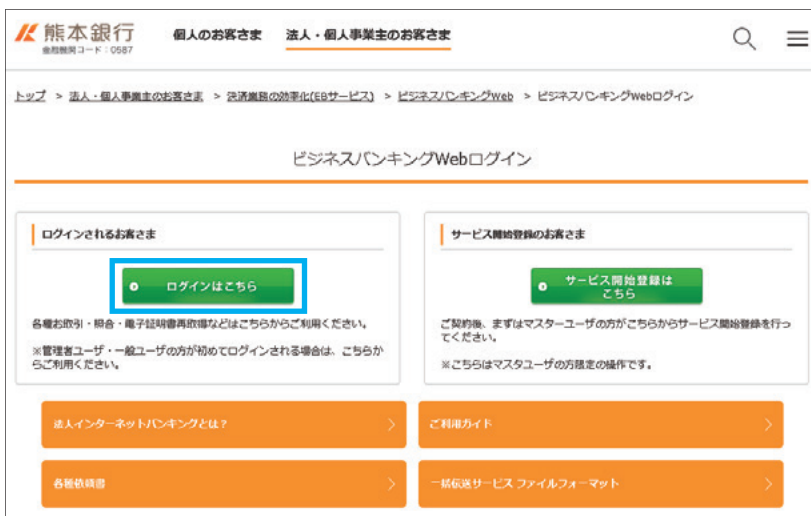 熊本銀行
金融機関コード：0587
個人のお客さま
法人・個人事業主のお客さま
トップ > 法人・個人事業主のお客さま > 決済業務の効率化(EBサービス) > ビジネスバンキングWeb > ビジネスバンキングWebログイン
ビジネスバンキングWebログイン
ログインされるお客さま
ログインはこちら
各種お取引・照会・電子証明書再取得などはこちらからご利用ください。
※管理者ユーザ・一般ユーザの方が初めてログインされる場合は、こちらか
らご利用ください。
サービス開始登録のお客さま
サービス開始登録は
こちら
ご契約後、まずはマスターユーザの方がこちらからサービス開始登録を行っ
てください。
※こちらはマスタユーザの方限定の操作です。
法人インターネットバンキングとは？
ご利用ガイド
各種依頼書
一括伝送サービス ファイルフォーマット